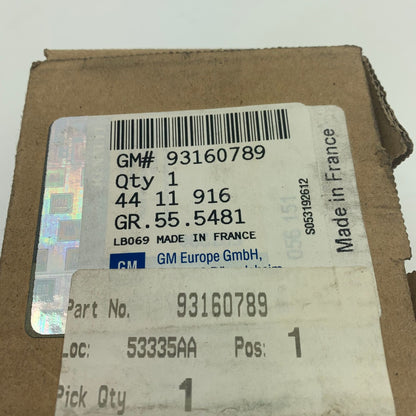 GM# 93160789
Qty 1
44 11 916
GR.55.5481
LB069 MADE IN FRANCE
GM GM Europe GmbH,
S053192612
Made in France
Part No. 93160789
Loc: 53335AA Pos: 1
Pick Qty 1